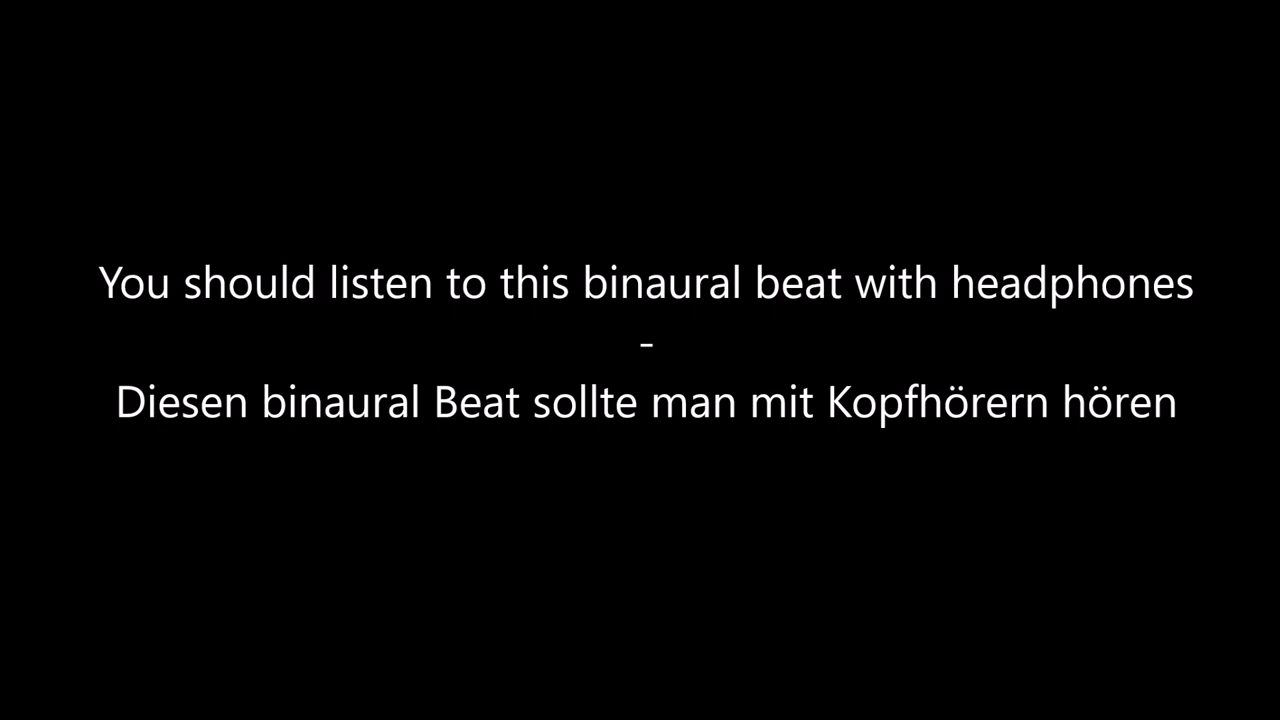 You should listen to this binaural beat with headphones
-
Diesen binaural Beat sollte man mit Kopfhörern hören